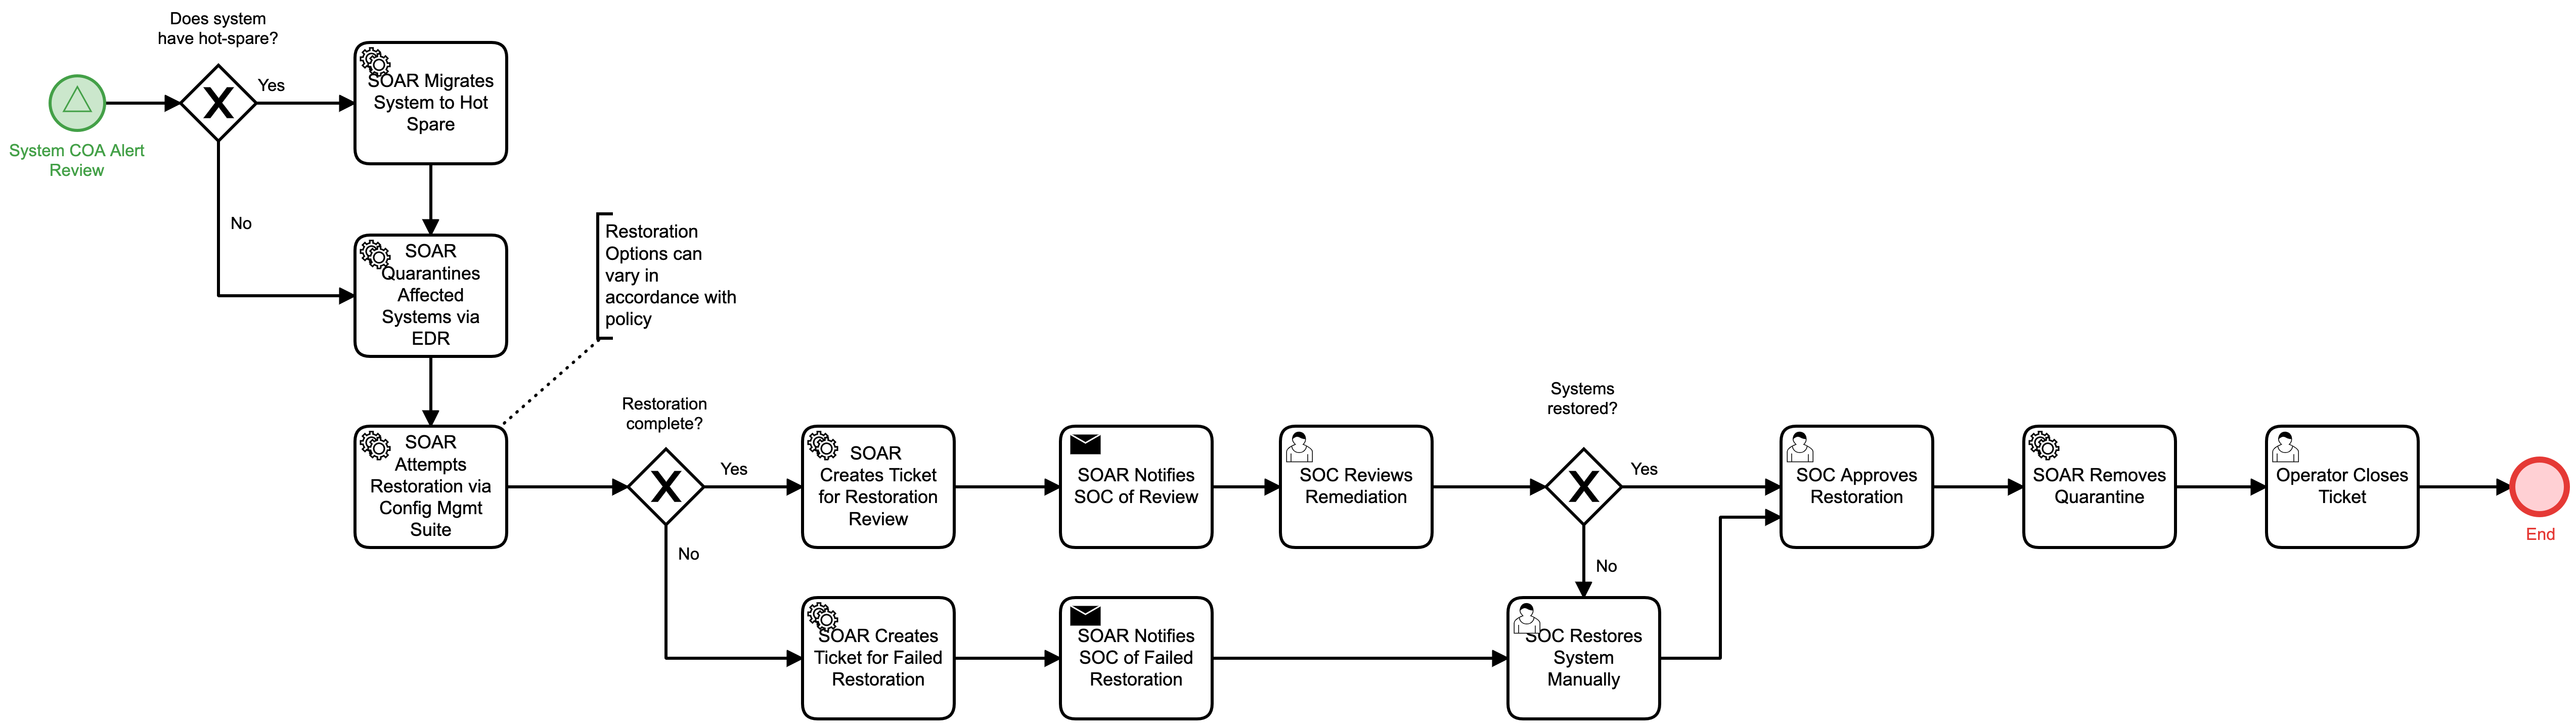 Does system
have hot-spare?
Yes
No
System COA Alert
Review
SOAR Migrates
System to Hot
Spare
SOAR
Quarantines
Affected
Systems via
EDR
Restoration
Options can
vary in
accordance with
policy
SOAR
Attempts
Restoration via
Config Mgmt
Suite
Restoration
complete?
Yes
No
SOAR
Creates Ticket
for Restoration
Review
SOAR Notifies
SOC of Review
SOC Reviews
Remediation
Systems
restored?
Yes
No
SOC Approves
Restoration
SOAR Removes
Quarantine
Operator Closes
Ticket
End
SOAR Creates
Ticket for Failed
Restoration
SOAR Notifies
SOC of Failed
Restoration
SOC Restores
System
Manually